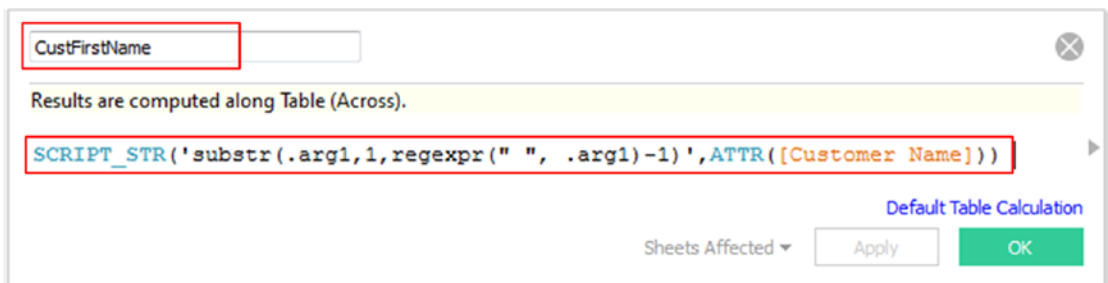 CustFirstName
Results are computed along Table (Across).
SCRIPT_STR('substr(.arg1,1,regexpr(" ", .arg1)-1)',ATTR([Customer Name]))
Default Table Calculation
Sheets Affected Apply OK